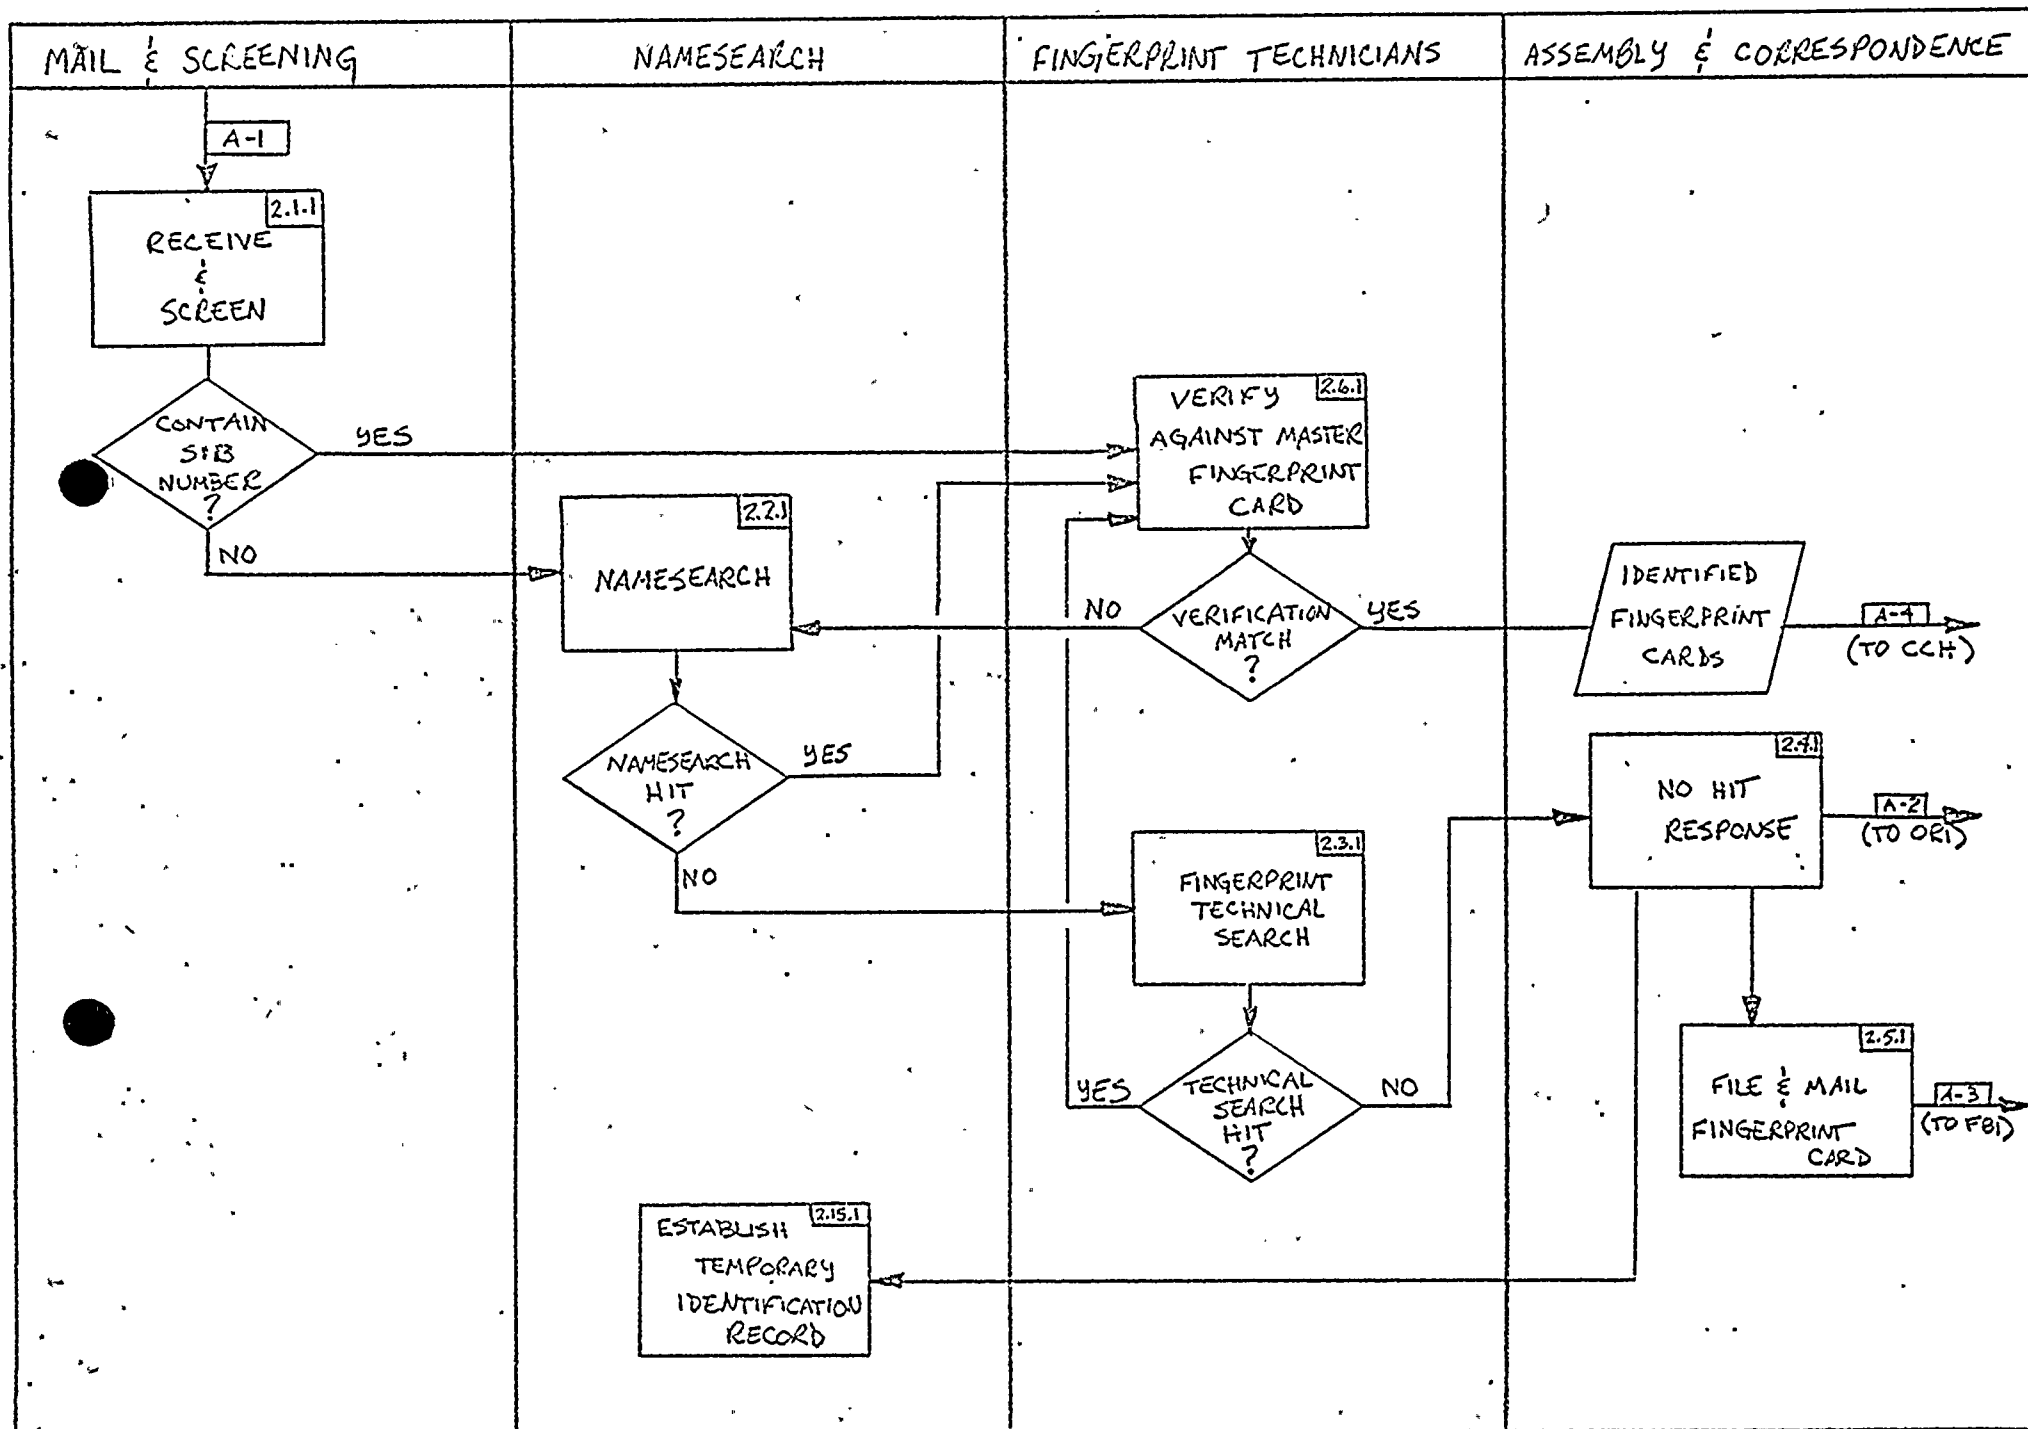 MAIL & SCREENING
NAMESEARCH
FINGERPRINT TECHNICIANS
ASSEMBLY & CORRESPONDENCE
A-1
2.1.1
RECEIVE
&
SCREEN
CONTAIN
SIB
NUMBER
?
YES
NO
2.2.1
NAMESEARCH
NAMESEARCH
HIT
?
YES
NO
2.6.1
VERIFY
AGAINST MASTER
FINGERPRINT
CARD
VERIFICATION
MATCH
?
NO
YES
IDENTIFIED
FINGERPRINT
CARDS
A-4
(TO CCH)
2.3.1
FINGERPRINT
TECHNICAL
SEARCH
TECHNICAL
SEARCH
HIT
?
YES
NO
2.4.1
NO HIT
RESPONSE
A-2
(TO ORI)
2.5.1
FILE & MAIL
FINGERPRINT
CARD
A-3
(TO FBI)
2.15.1
ESTABLISH
TEMPORARY
IDENTIFICATION
RECORD